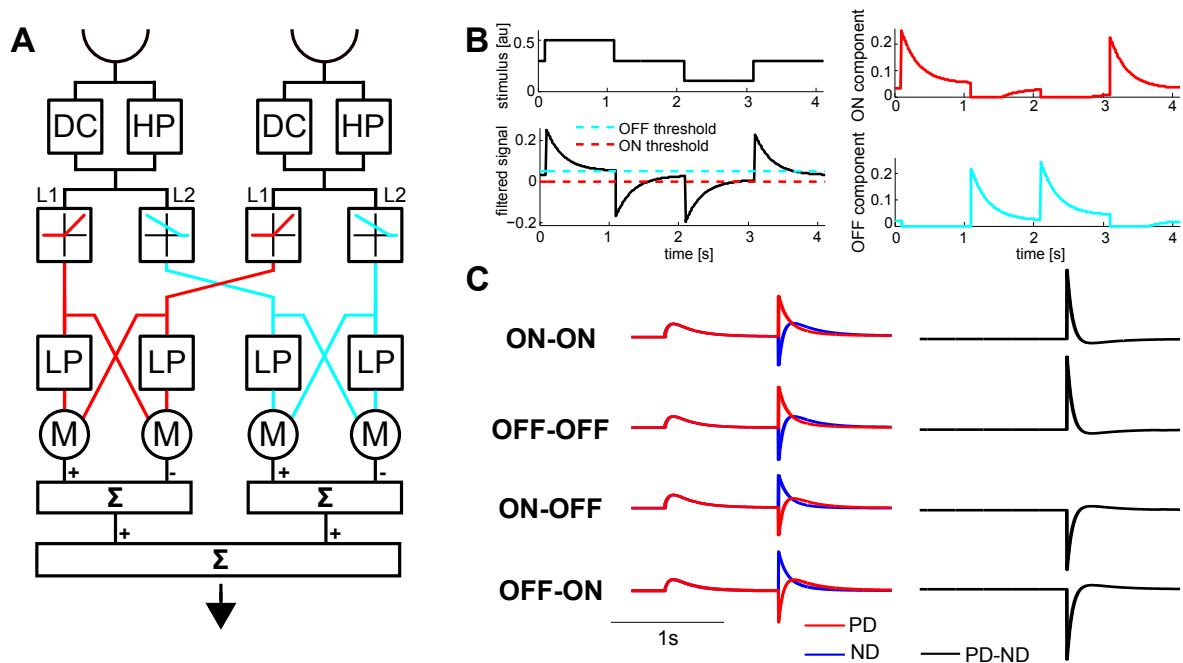 A
DC HP DC HP
L1 L2 L1 L2
LP LP LP LP
M M M M
+ - + -
Σ Σ
+ +
Σ
B
stimulus [au]
0.5
0
0 1 2 3 4
filtered signal
0.2
0
−0.2
OFF threshold
ON threshold
0 1 2 3 4
time [s]
ON component
0.2
0.1
0
0 1 2 3 4
OFF component
0.2
0.1
0
0 1 2 3 4
time [s]
C
ON-ON
OFF-OFF
ON-OFF
OFF-ON
1s
PD
ND
PD-ND